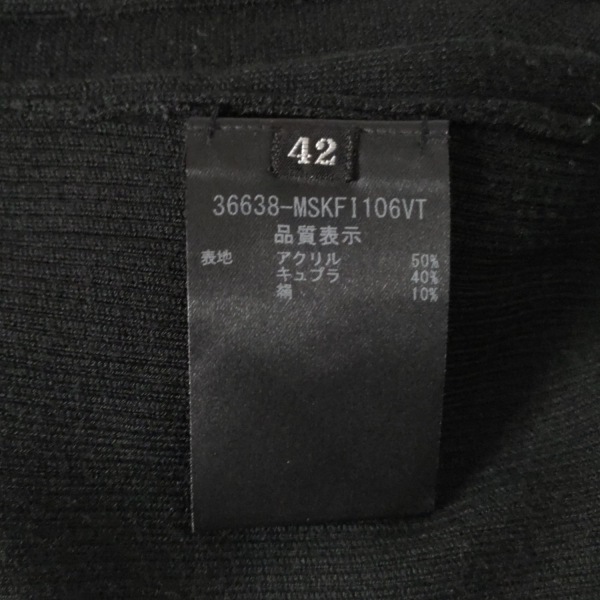 42
36638-MSKFI106VT
品質表示
表地 アクリル 50%
キュプラ 40%
絹 10%